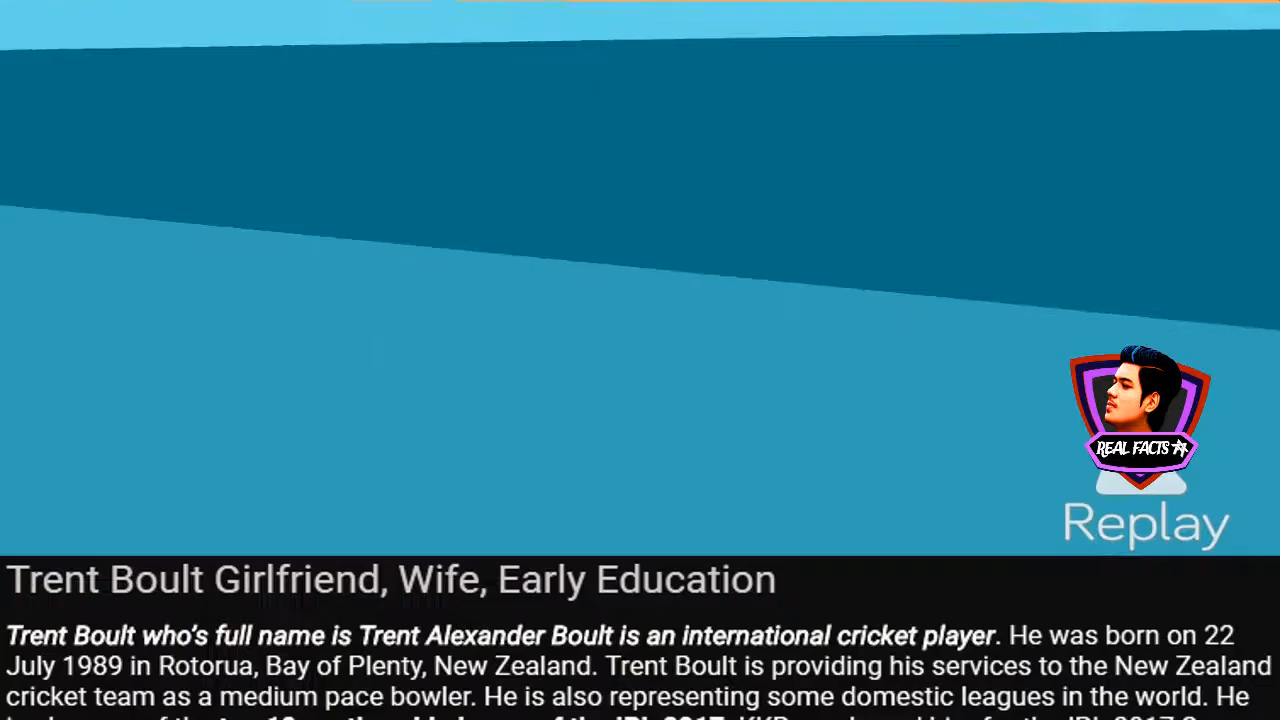 REAL FACTS
Replay
Trent Boult Girlfriend, Wife, Early Education
Trent Boult who's full name is Trent Alexander Boult is an international cricket player. He was born on 22
July 1989 in Rotorua, Bay of Plenty, New Zealand. Trent Boult is providing his services to the New Zealand
cricket team as a medium pace bowler. He is also representing some domestic leagues in the world. He